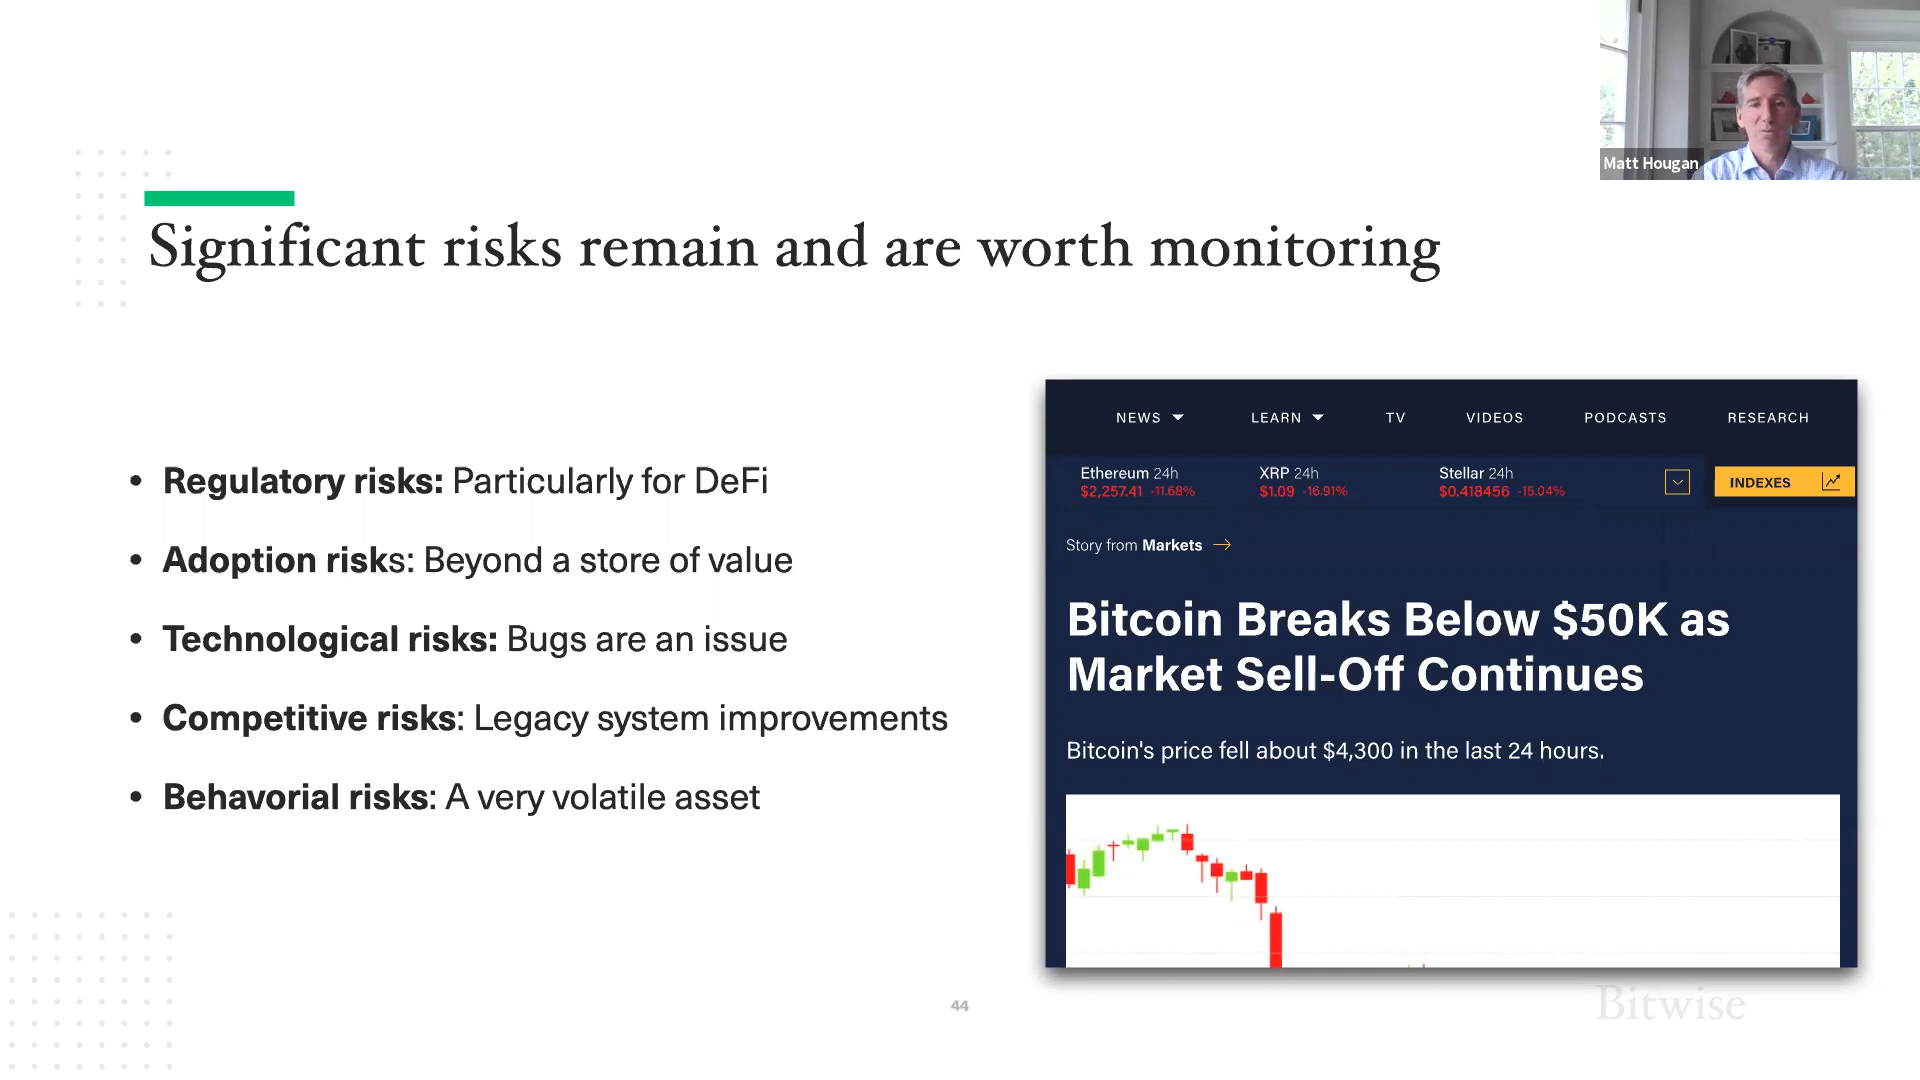 Matt Hougan
Significant risks remain and are worth monitoring
• Regulatory risks: Particularly for DeFi
• Adoption risks: Beyond a store of value
• Technological risks: Bugs are an issue
• Competitive risks: Legacy system improvements
• Behavorial risks: A very volatile asset
NEWS LEARN TV VIDEOS PODCASTS RESEARCH
Ethereum 24h XRP 24h Stellar 24h
$2,257.41 -11.68% $1.09 -16.91% $0.418456 -15.04%
INDEXES
Story from Markets →
Bitcoin Breaks Below $50K as
Market Sell-Off Continues
Bitcoin's price fell about $4,300 in the last 24 hours.
44
Bitwise